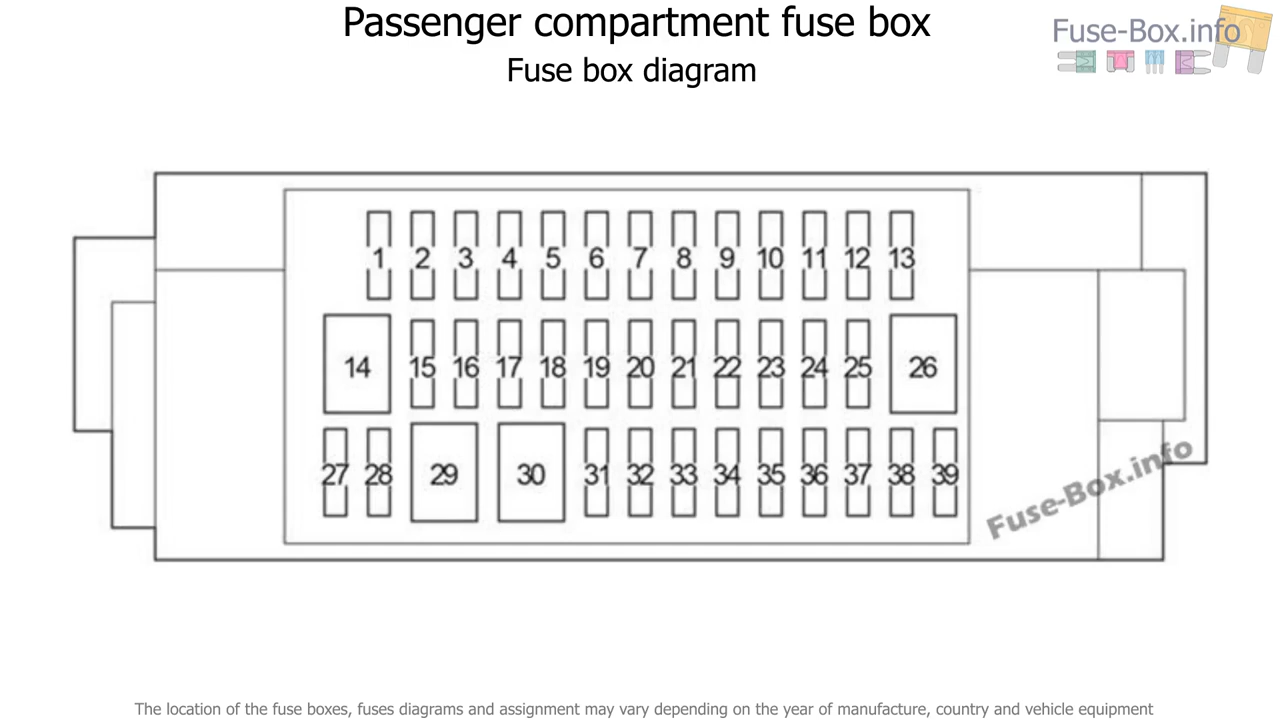 Passenger compartment fuse box
Fuse box diagram
Fuse-Box.info
1 2 3 4 5 6 7 8 9 10 11 12 13
14 15 16 17 18 19 20 21 22 23 24 25 26
27 28 29 30 31 32 33 34 35 36 37 38 39
Fuse-Box.info
The location of the fuse boxes, fuses diagrams and assignment may vary depending on the year of manufacture, country and vehicle equipment